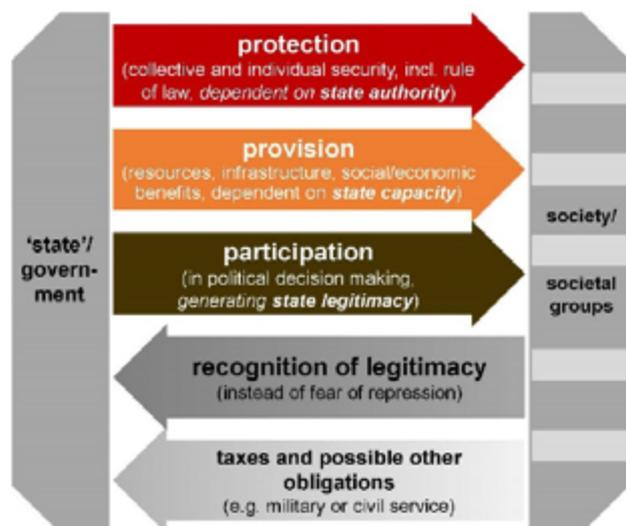 protection
(collective and individual security, incl. rule
of law, dependent on state authority)
provision
(resources, infrastructure, social/economic
benefits, dependent on state capacity)
participation
(in political decision making,
generating state legitimacy)
recognition of legitimacy
(instead of fear of repression)
taxes and possible other
obligations
(e.g. military or civil service)
'state'/
govern-
ment
society/
societal
groups